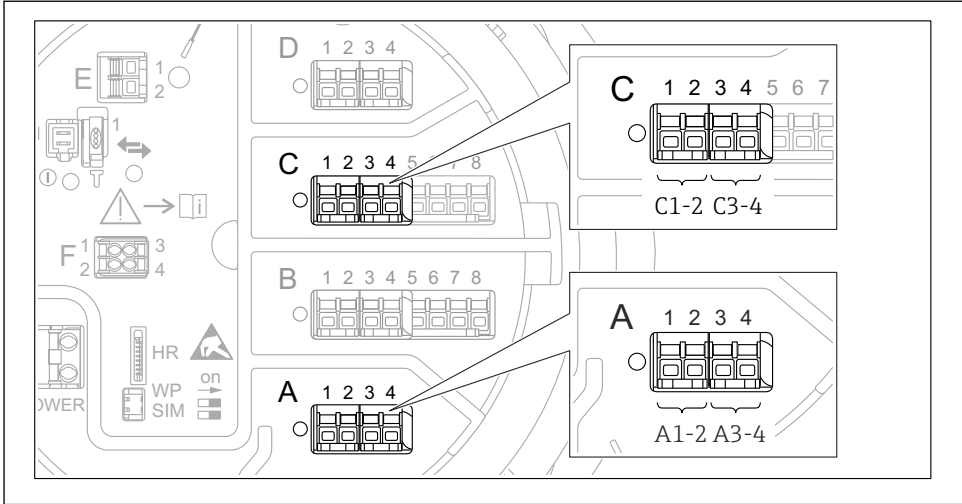 D 1 2 3 4
E 1
2
1
C 1 2 3 4 5 6 7 8
i
F 1 3
2 4
B 1 2 3 4 5 6 7 8
HR
on
WP
SIM
OWER
A 1 2 3 4
C 1 2 3 4 5 6 7
C1-2 C3-4
A 1 2 3 4
A1-2 A3-4